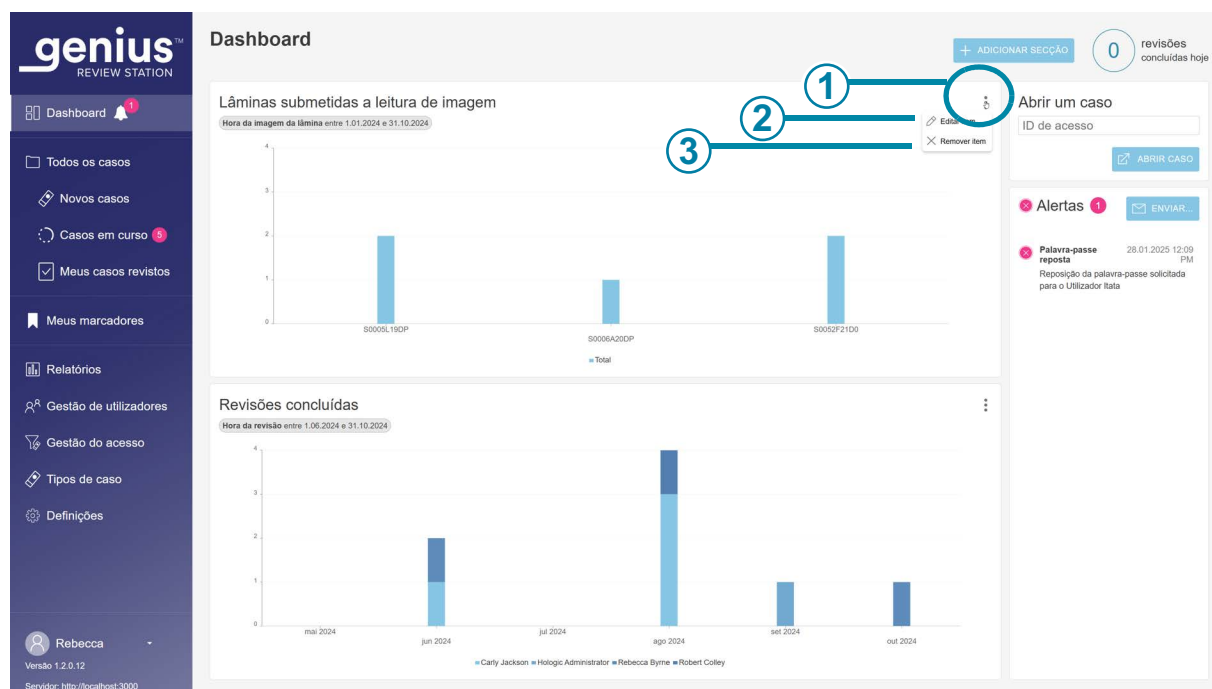 genius™
REVIEW STATION
Dashboard 1
Todos os casos
Novos casos
Casos em curso 5
Meus casos revistos
Meus marcadores
Relatórios
Gestão de utilizadores
Gestão do acesso
Tipos de caso
Definições
Rebecca
Versão 1.2.0.12
Servidor: http://localhost:3000
Dashboard
+ ADICIONAR SECÇÃO
0
revisões
concluídas hoje
Lâminas submetidas a leitura de imagem
Hora da imagem da lâmina entre 1.01.2024 e 31.10.2024
1
2
3
Editar
Remover item
4
3
2
1
0
S0005L19DP
S0006A20DP
S0052F21D0
Total
Revisões concluídas
Hora da revisão entre 1.06.2024 e 31.10.2024
4
3
2
1
0
mai 2024
jun 2024
jul 2024
ago 2024
set 2024
out 2024
Carly Jackson Hologic Administrator Rebecca Byrne Robert Colley
Abrir um caso
ID de acesso
ABRIR CASO
Alertas 1
ENVIAR...
Palavra-passe reposta
28.01.2025 12:09 PM
Reposição da palavra-passe solicitada
para o Utilizador Itata